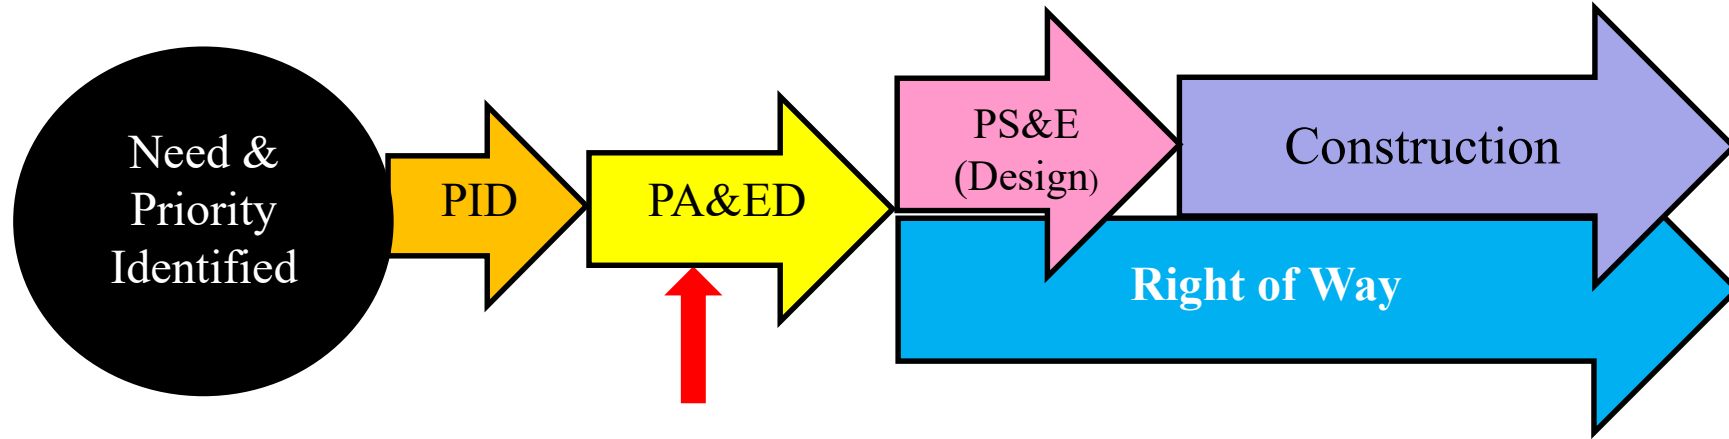 Need &
Priority
Identified
PID
PA&ED
PS&E
(Design)
Construction
Right of Way